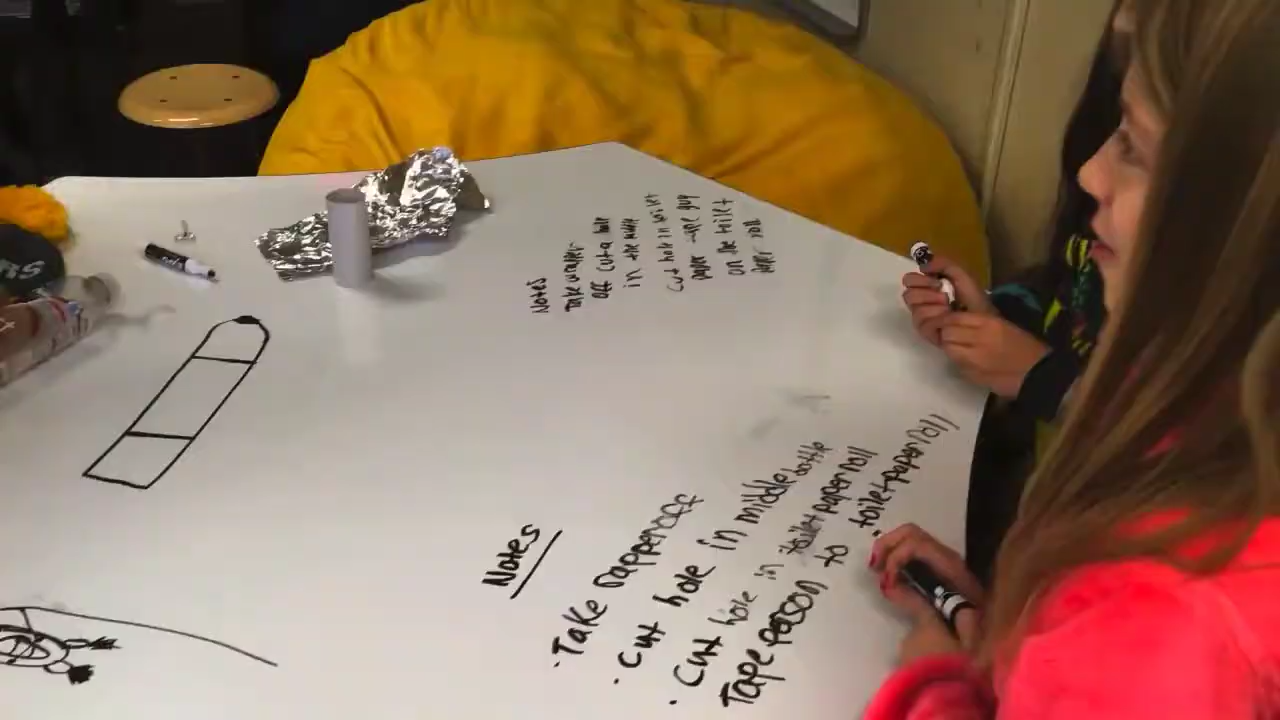 Notes
Take wrapper
off cut a hole
in the middle
cut hole in toilet
paper
guy
on the toilet
paper roll
Notes
· Take rapper off
· Cut hole in middle bottle
· Cut hole in toilet paper roll
Tape person to toilet paper roll